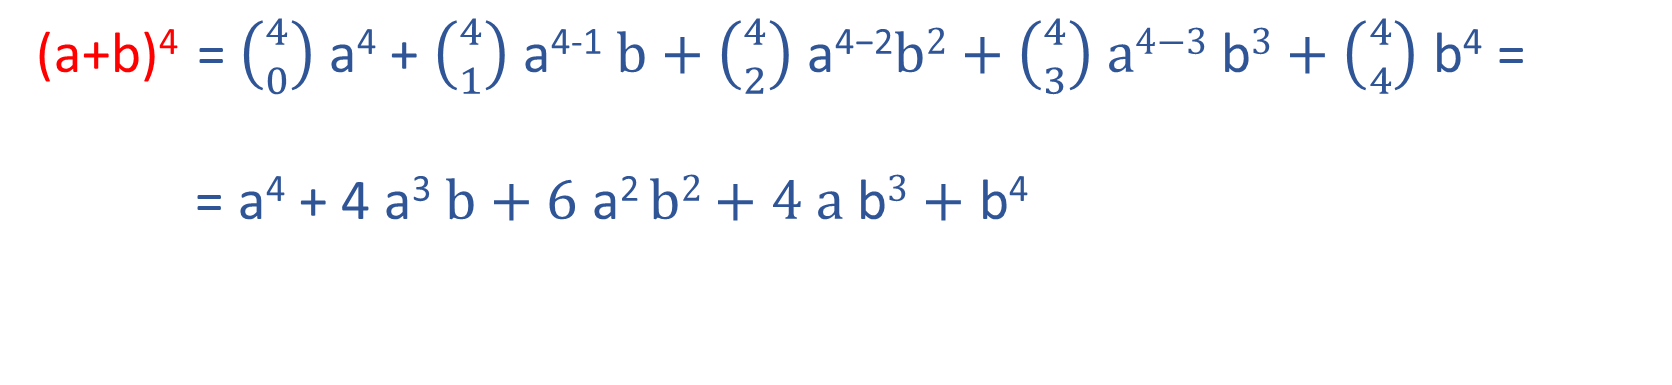 (a+b)⁴ = (4 0) a⁴ + (4 1) a⁴⁻¹ b + (4 2) a⁴⁻²b² + (4 3) a⁴⁻³ b³ + (4 4) b⁴ =
= a⁴ + 4 a³ b + 6 a² b² + 4 a b³ + b⁴